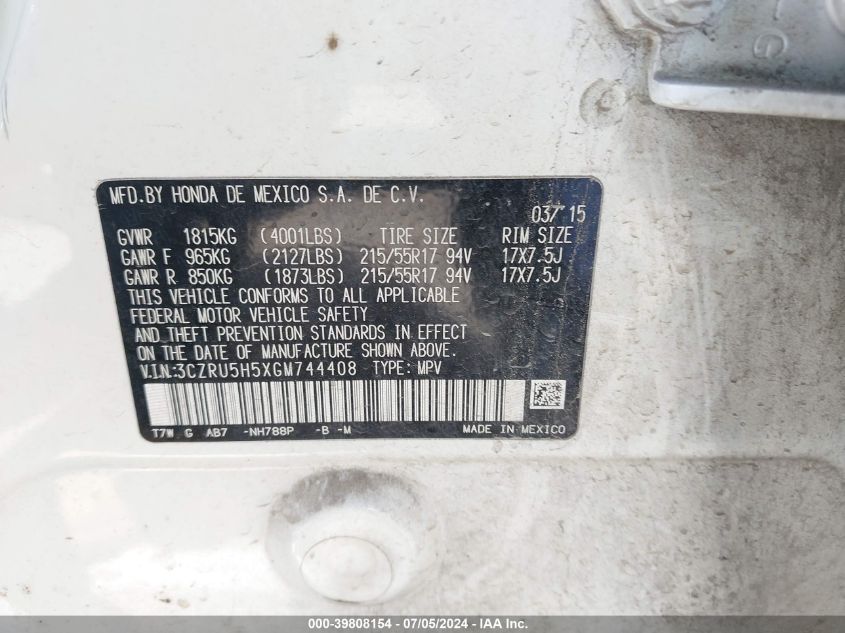 L G
MFD.BY HONDA DE MEXICO S.A. DE C.V.
03/15
GVWR 1815KG (4001LBS) TIRE SIZE RIM SIZE
GAWR F 965KG (2127LBS) 215/55R17 94V 17X7.5J
GAWR R 850KG (1873LBS) 215/55R17 94V 17X7.5J
THIS VEHICLE CONFORMS TO ALL APPLICABLE
FEDERAL MOTOR VEHICLE SAFETY
AND THEFT PREVENTION STANDARDS IN EFFECT
ON THE DATE OF MANUFACTURE SHOWN ABOVE.
V.I.N:3CZRU5H5XGM744408 TYPE: MPV
T7W G AB7 -NH788P -B -M MADE IN MEXICO
000-39808154 - 07/05/2024 - IAA Inc.